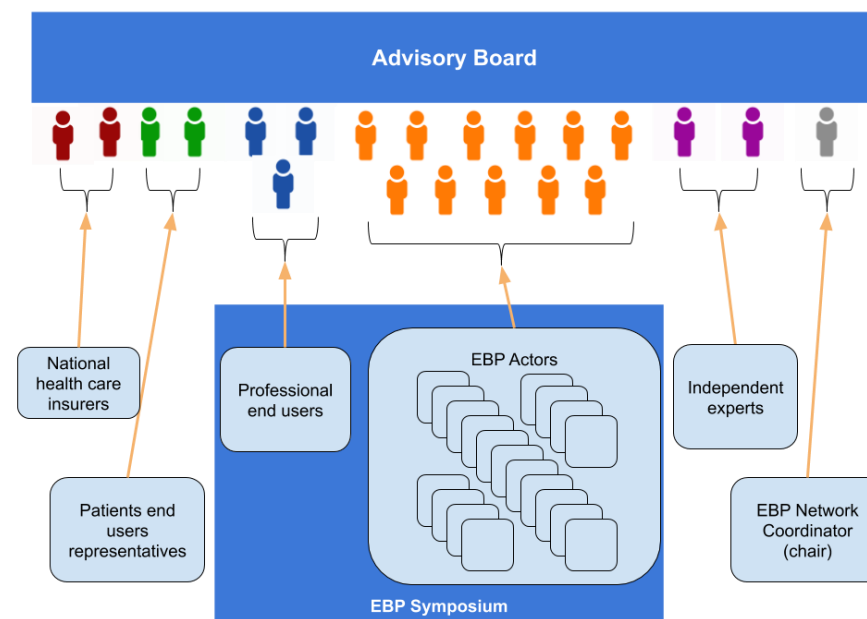 Advisory Board
National
health care
insurers
Professional
end users
EBP Actors
Independent
experts
Patients end
users
representatives
EBP Network
Coordinator
(chair)
EBP Symposium